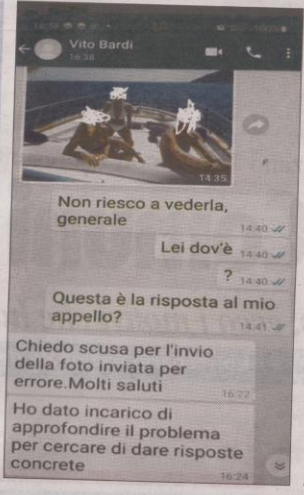 Vito Bardi
16:38
14:35
Non riesco a vederla,
generale
14:40
Lei dov'è 14:40
? 14:40
Questa è la risposta al mio
appello?
14:41
Chiedo scusa per l'invio
della foto inviata per
errore.Molti saluti
16:22
Ho dato incarico di
approfondire il problema
per cercare di dare risposte
concrete
16:24